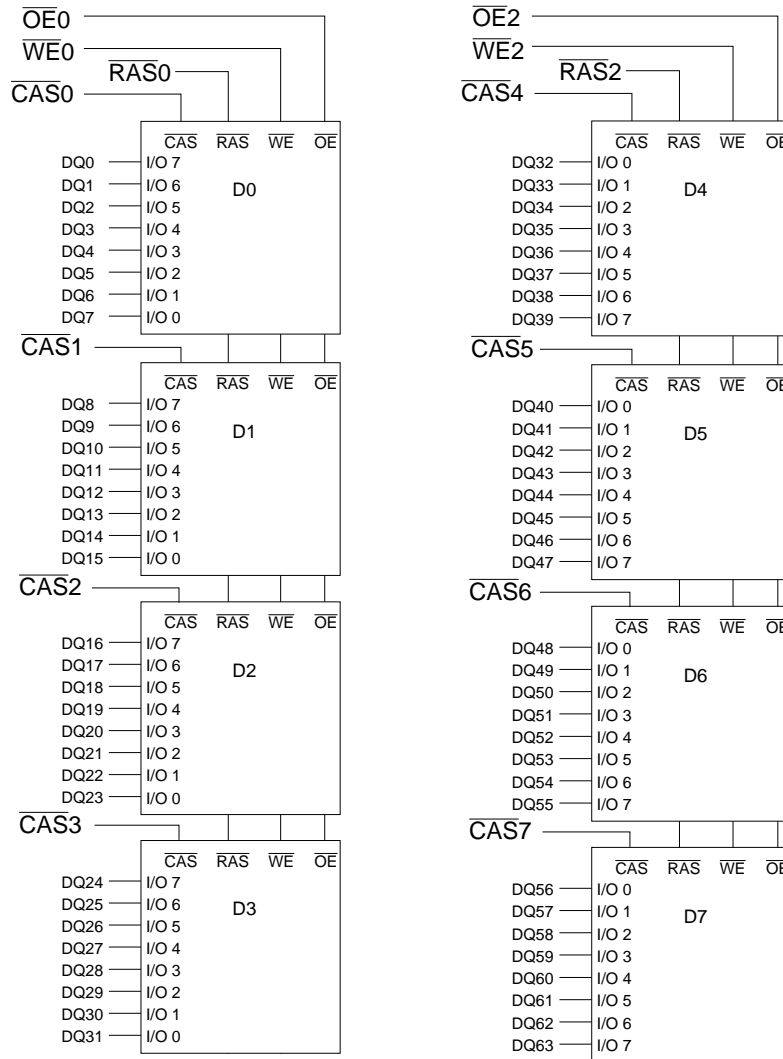 OE0
WE0
RAS0
CAS0
CAS RAS WE OE
DQ0 I/O 7
DQ1 I/O 6
D0
DQ2 I/O 5
DQ3 I/O 4
DQ4 I/O 3
DQ5 I/O 2
DQ6 I/O 1
DQ7 I/O 0
CAS1
CAS RAS WE OE
DQ8 I/O 7
DQ9 I/O 6
D1
DQ10 I/O 5
DQ11 I/O 4
DQ12 I/O 3
DQ13 I/O 2
DQ14 I/O 1
DQ15 I/O 0
CAS2
CAS RAS WE OE
DQ16 I/O 7
DQ17 I/O 6
D2
DQ18 I/O 5
DQ19 I/O 4
DQ20 I/O 3
DQ21 I/O 2
DQ22 I/O 1
DQ23 I/O 0
CAS3
CAS RAS WE OE
DQ24 I/O 7
DQ25 I/O 6
D3
DQ26 I/O 5
DQ27 I/O 4
DQ28 I/O 3
DQ29 I/O 2
DQ30 I/O 1
DQ31 I/O 0
OE2
WE2
RAS2
CAS4
CAS RAS WE OE
DQ32 I/O 0
DQ33 I/O 1
D4
DQ34 I/O 2
DQ35 I/O 3
DQ36 I/O 4
DQ37 I/O 5
DQ38 I/O 6
DQ39 I/O 7
CAS5
CAS RAS WE OE
DQ40 I/O 0
DQ41 I/O 1
D5
DQ42 I/O 2
DQ43 I/O 3
DQ44 I/O 4
DQ45 I/O 5
DQ46 I/O 6
DQ47 I/O 7
CAS6
CAS RAS WE OE
DQ48 I/O 0
DQ49 I/O 1
D6
DQ50 I/O 2
DQ51 I/O 3
DQ52 I/O 4
DQ53 I/O 5
DQ54 I/O 6
DQ55 I/O 7
CAS7
CAS RAS WE OE
DQ56 I/O 0
DQ57 I/O 1
D7
DQ58 I/O 2
DQ59 I/O 3
DQ60 I/O 4
DQ61 I/O 5
DQ62 I/O 6
DQ63 I/O 7